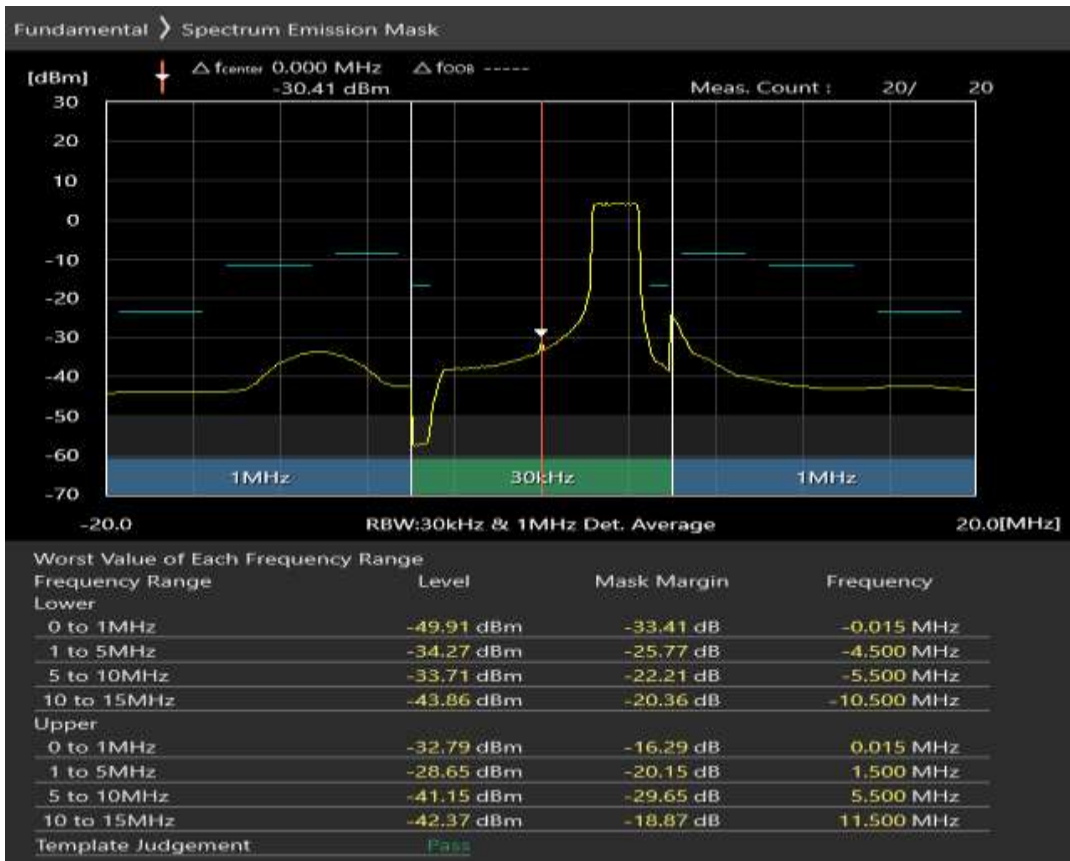 Fundamental ❯ Spectrum Emission Mask
[dBm] △ fcenter 0.000 MHz △ fOOB -----
-30.41 dBm Meas. Count : 20/ 20
30
20
10
0
-10
-20
-30
-40
-50
-60
-70
1MHz 30kHz 1MHz
-20.0 RBW:30kHz & 1MHz Det. Average 20.0[MHz]
Worst Value of Each Frequency Range
Frequency Range Level Mask Margin Frequency
Lower
0 to 1MHz -49.91 dBm -33.41 dB -0.015 MHz
1 to 5MHz -34.27 dBm -25.77 dB -4.500 MHz
5 to 10MHz -33.71 dBm -22.21 dB -5.500 MHz
10 to 15MHz -43.86 dBm -20.36 dB -10.500 MHz
Upper
0 to 1MHz -32.79 dBm -16.29 dB 0.015 MHz
1 to 5MHz -28.65 dBm -20.15 dB 1.500 MHz
5 to 10MHz -41.15 dBm -29.65 dB 5.500 MHz
10 to 15MHz -42.37 dBm -18.87 dB 11.500 MHz
Template Judgement Pass